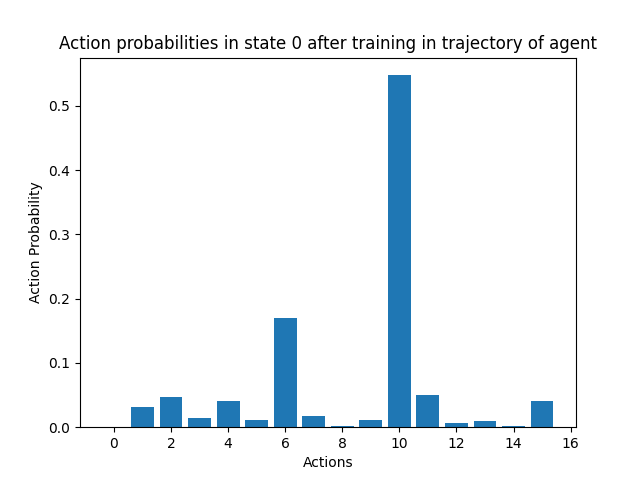 Action probabilities in state 0 after training in trajectory of agent
0.5
0.4
0.3
0.2
0.1
0.0
Action Probability
0 2 4 6 8 10 12 14 16
Actions